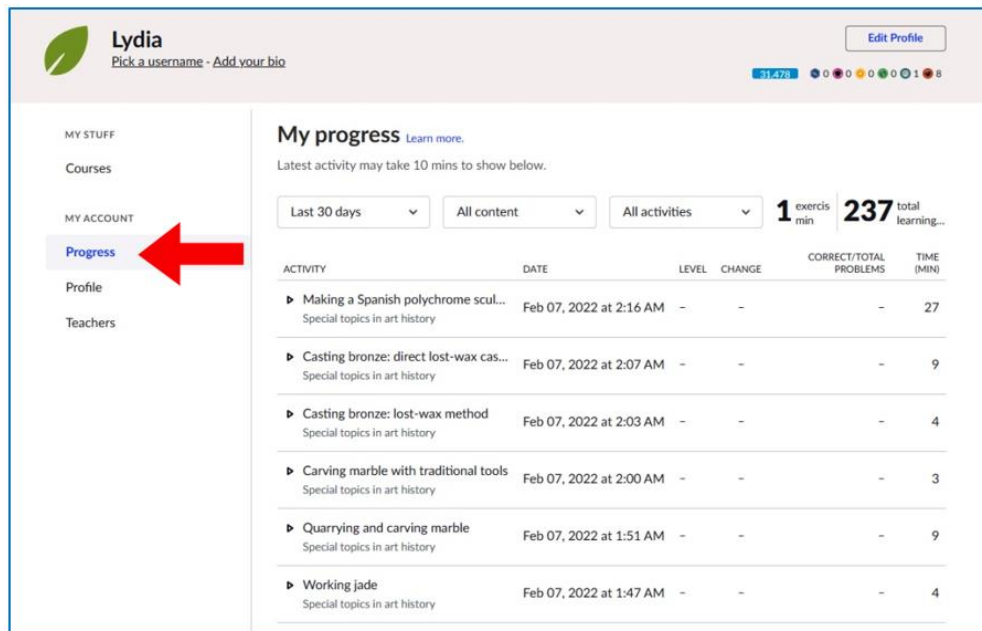 Lydia
Pick a username - Add your bio
Edit Profile
31,478 0 0 0 0 1 8
MY STUFF
Courses
MY ACCOUNT
Progress
Profile
Teachers
My progress Learn more.
Latest activity may take 10 mins to show below.
Last 30 days All content All activities 1 exercis min 237 total learning...
ACTIVITY DATE LEVEL CHANGE CORRECT/TOTAL PROBLEMS TIME (MIN)
Making a Spanish polychrome scul... Feb 07, 2022 at 2:16 AM – – – 27
Special topics in art history
Casting bronze: direct lost-wax cas... Feb 07, 2022 at 2:07 AM – – – 9
Special topics in art history
Casting bronze: lost-wax method Feb 07, 2022 at 2:03 AM – – – 4
Special topics in art history
Carving marble with traditional tools Feb 07, 2022 at 2:00 AM – – – 3
Special topics in art history
Quarrying and carving marble Feb 07, 2022 at 1:51 AM – – – 9
Special topics in art history
Working jade Feb 07, 2022 at 1:47 AM – – – 4
Special topics in art history